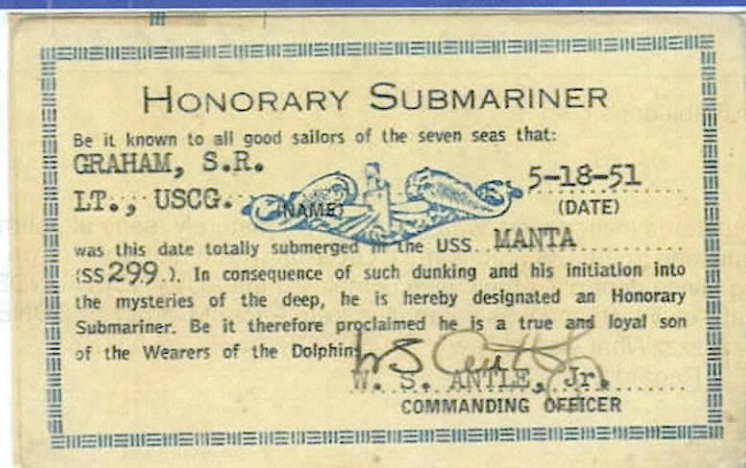 HONORARY SUBMARINER
Be it known to all good sailors of the seven seas that:
GRAHAM, S.R.
LT., USCG. 5-18-51
(NAME) (DATE)
was this date totally submerged in the USS MANTA
(SS 299.). In consequence of such dunking and his initiation into
the mysteries of the deep, he is hereby designated an Honorary
Submariner. Be it therefore proclaimed he is a true and loyal son
of the Wearers of the Dolphin
W. S. ANTLE, Jr.
COMMANDING OFFICER